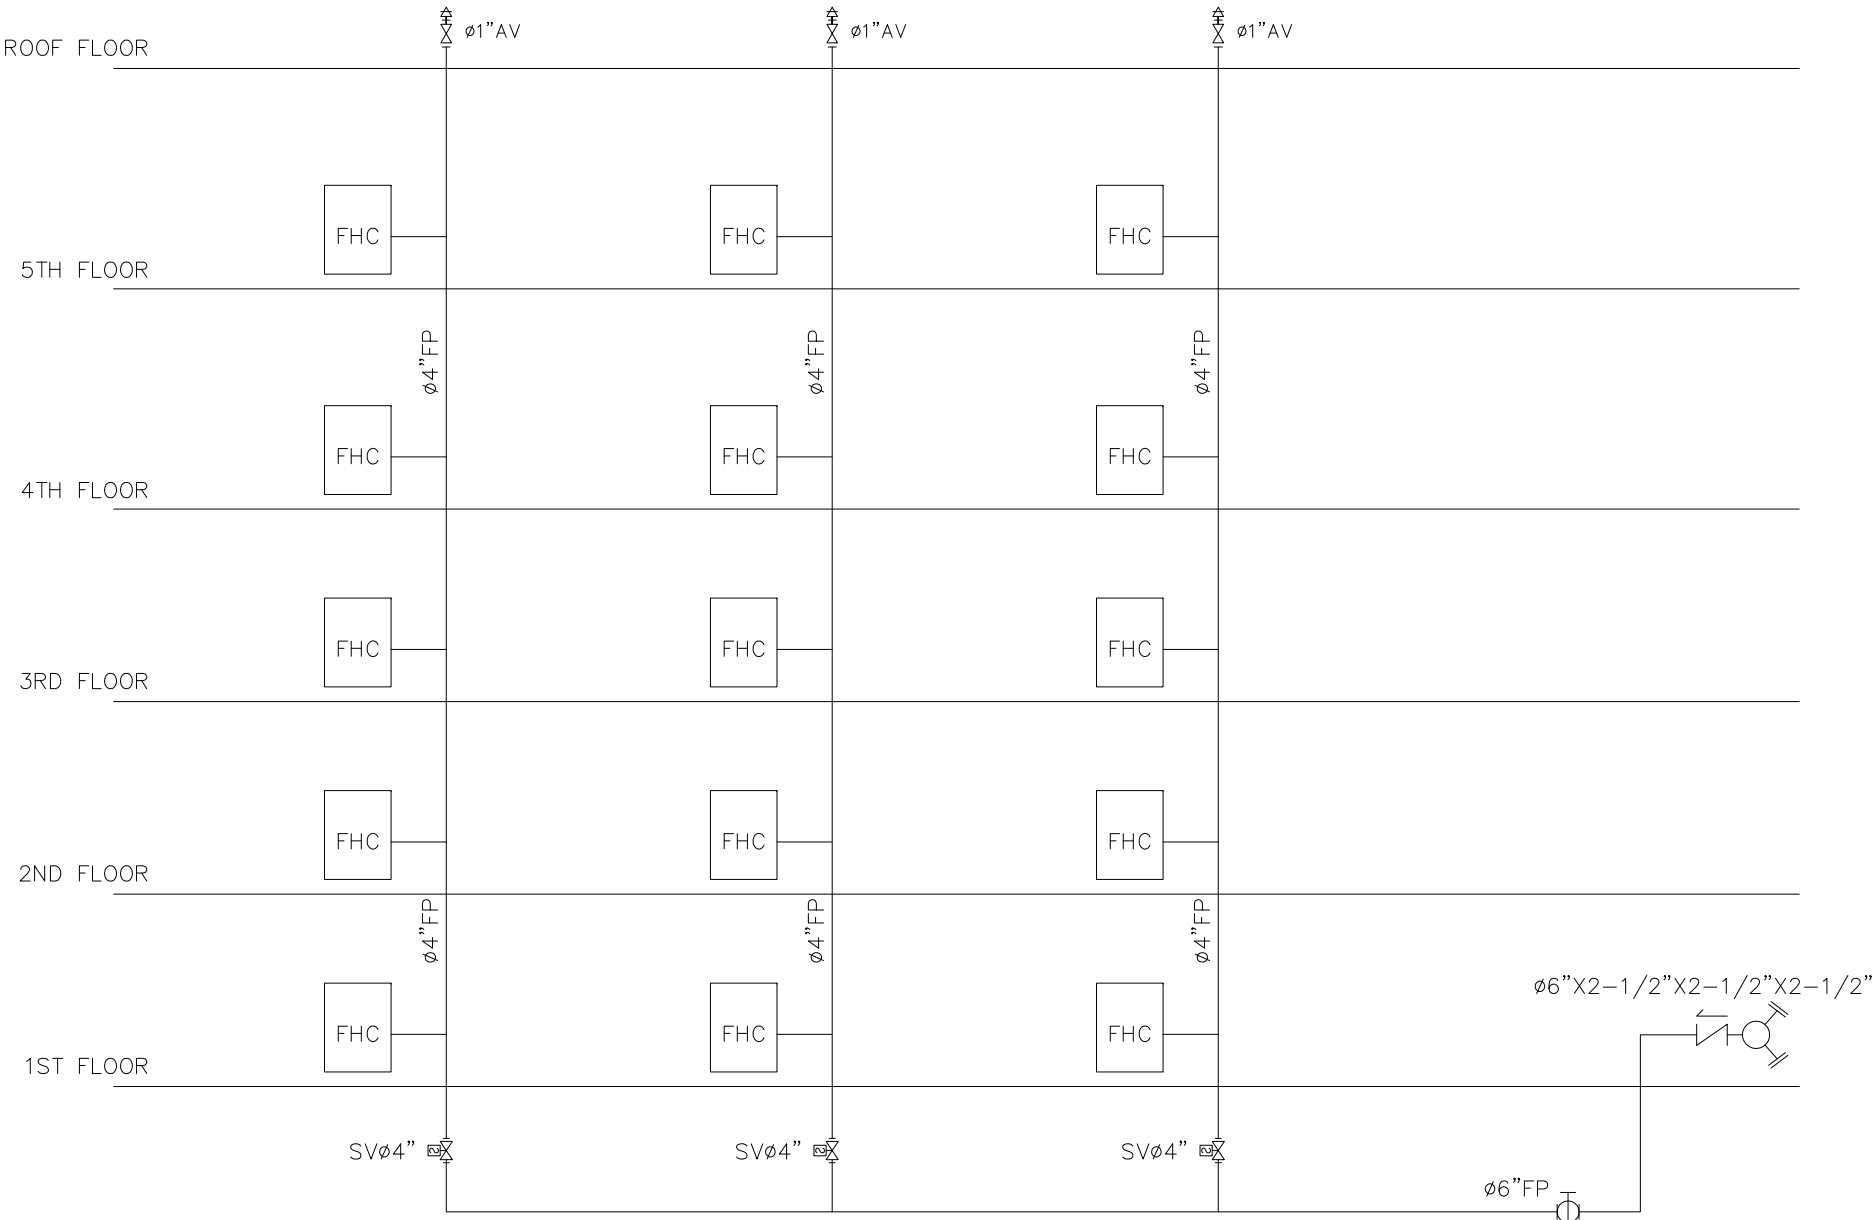 ø1”AV ø1”AV ø1”AV
ROOF FLOOR
FHC FHC FHC
5TH FLOOR
ø4”FP ø4”FP ø4”FP
FHC FHC FHC
4TH FLOOR
FHC FHC FHC
3RD FLOOR
FHC FHC FHC
2ND FLOOR
ø4”FP ø4”FP ø4”FP
ø6”X2-1/2”X2-1/2”X2-1/2”
FHC FHC FHC
1ST FLOOR
SVø4” S SVø4” S SVø4” S
ø6”FP